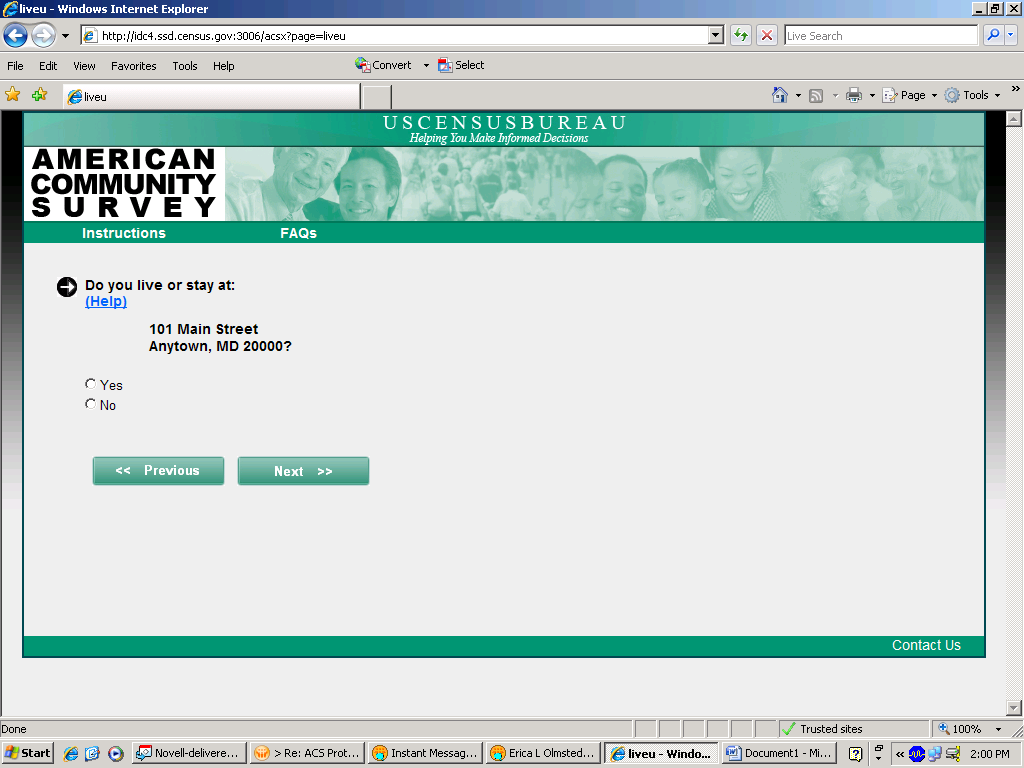 liveu - Windows Internet Explorer
http://idc4.ssd.census.gov:3006/acsx?page=liveu
Live Search
File Edit View Favorites Tools Help
Convert Select
liveu
Page Tools »
USCENSUSBUREAU
Helping You Make Informed Decisions
AMERICAN
COMMUNITY
SURVEY
Instructions FAQs
Do you live or stay at:
(Help)
101 Main Street
Anytown, MD 20000?
Yes
No
<< Previous Next >>
Contact Us
Done Trusted sites 100%
Start Novell-delivere... > Re: ACS Prot... Instant Messag... Erica L Olmsted... liveu - Windo... Document1 - Mi... « 2:00 PM